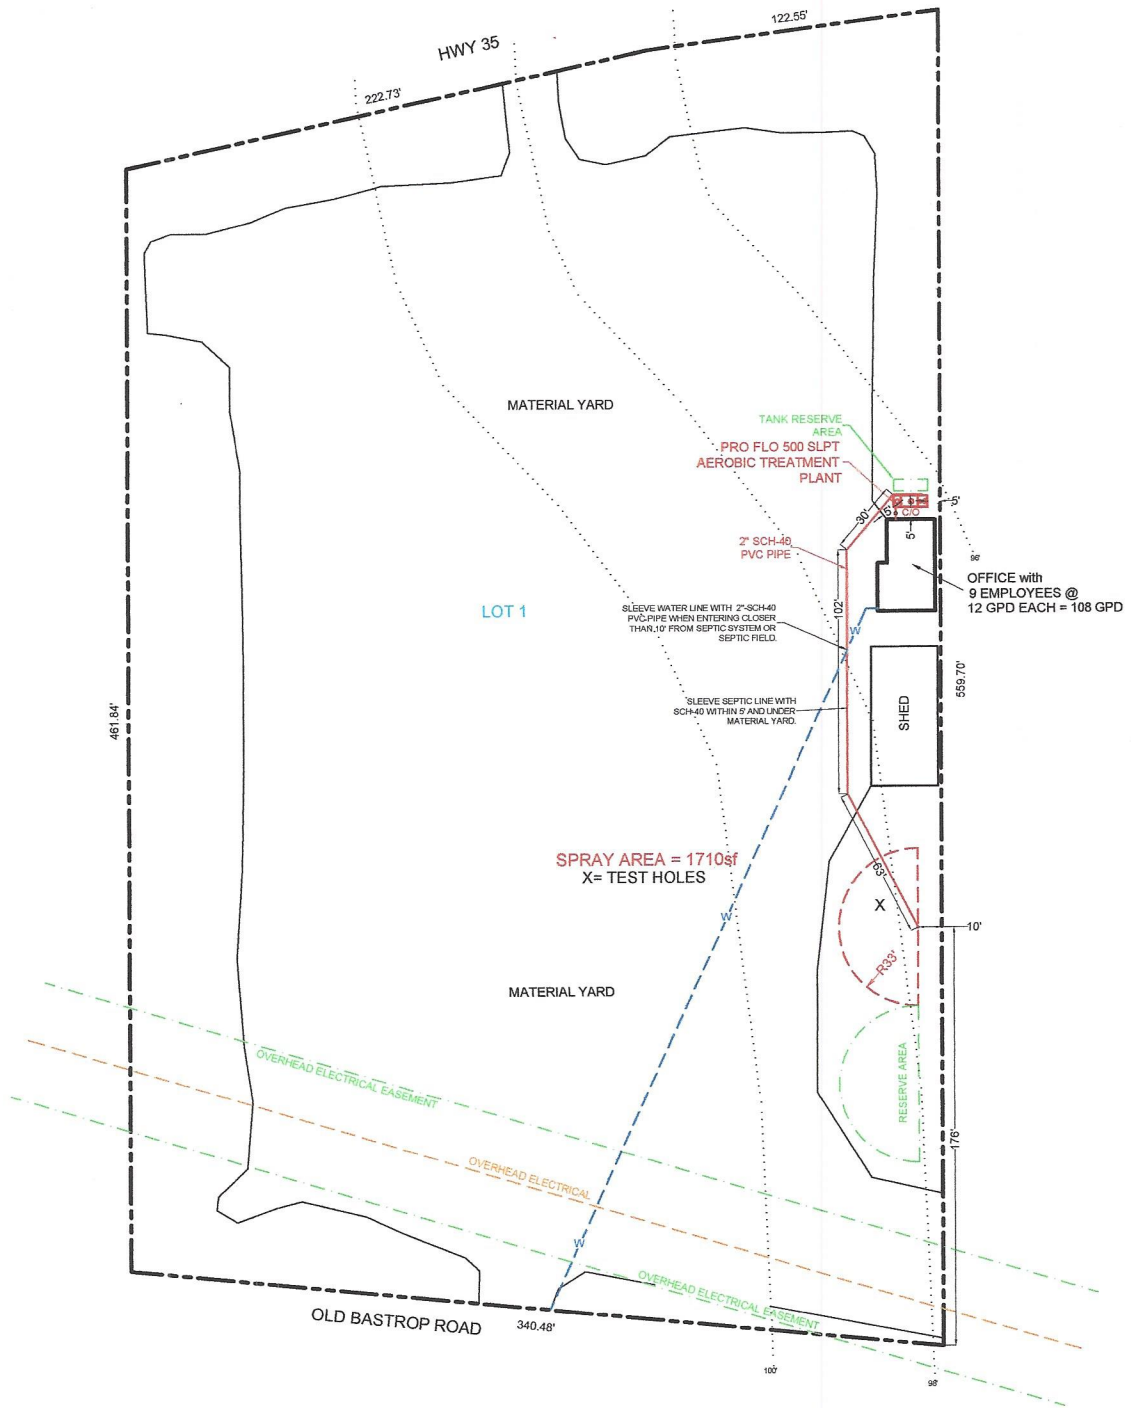 122.55'
HWY 35
222.73'
MATERIAL YARD
TANK RESERVE
AREA
PRO FLO 500 SLPT
AEROBIC TREATMENT
PLANT
5'
C/O
30'
5'
5'
2" SCH-40
PVC PIPE
96'
OFFICE with
9 EMPLOYEES @
12 GPD EACH = 108 GPD
LOT 1
SLEEVE WATER LINE WITH 2"-SCH-40
PVC-PIPE WHEN ENTERING CLOSER
THAN 10' FROM SEPTIC SYSTEM OR
SEPTIC FIELD.
102'
W
559.70'
461.84'
SLEEVE SEPTIC LINE WITH
SCH-40 WITHIN 5' AND UNDER
MATERIAL YARD.
SHED
SPRAY AREA = 1710sf
X= TEST HOLES
63'
X
W
10'
R33'
MATERIAL YARD
RESERVE AREA
OVERHEAD ELECTRICAL EASEMENT
176'
OVERHEAD ELECTRICAL
W
OVERHEAD ELECTRICAL EASEMENT
OLD BASTROP ROAD
340.48'
100'
98'